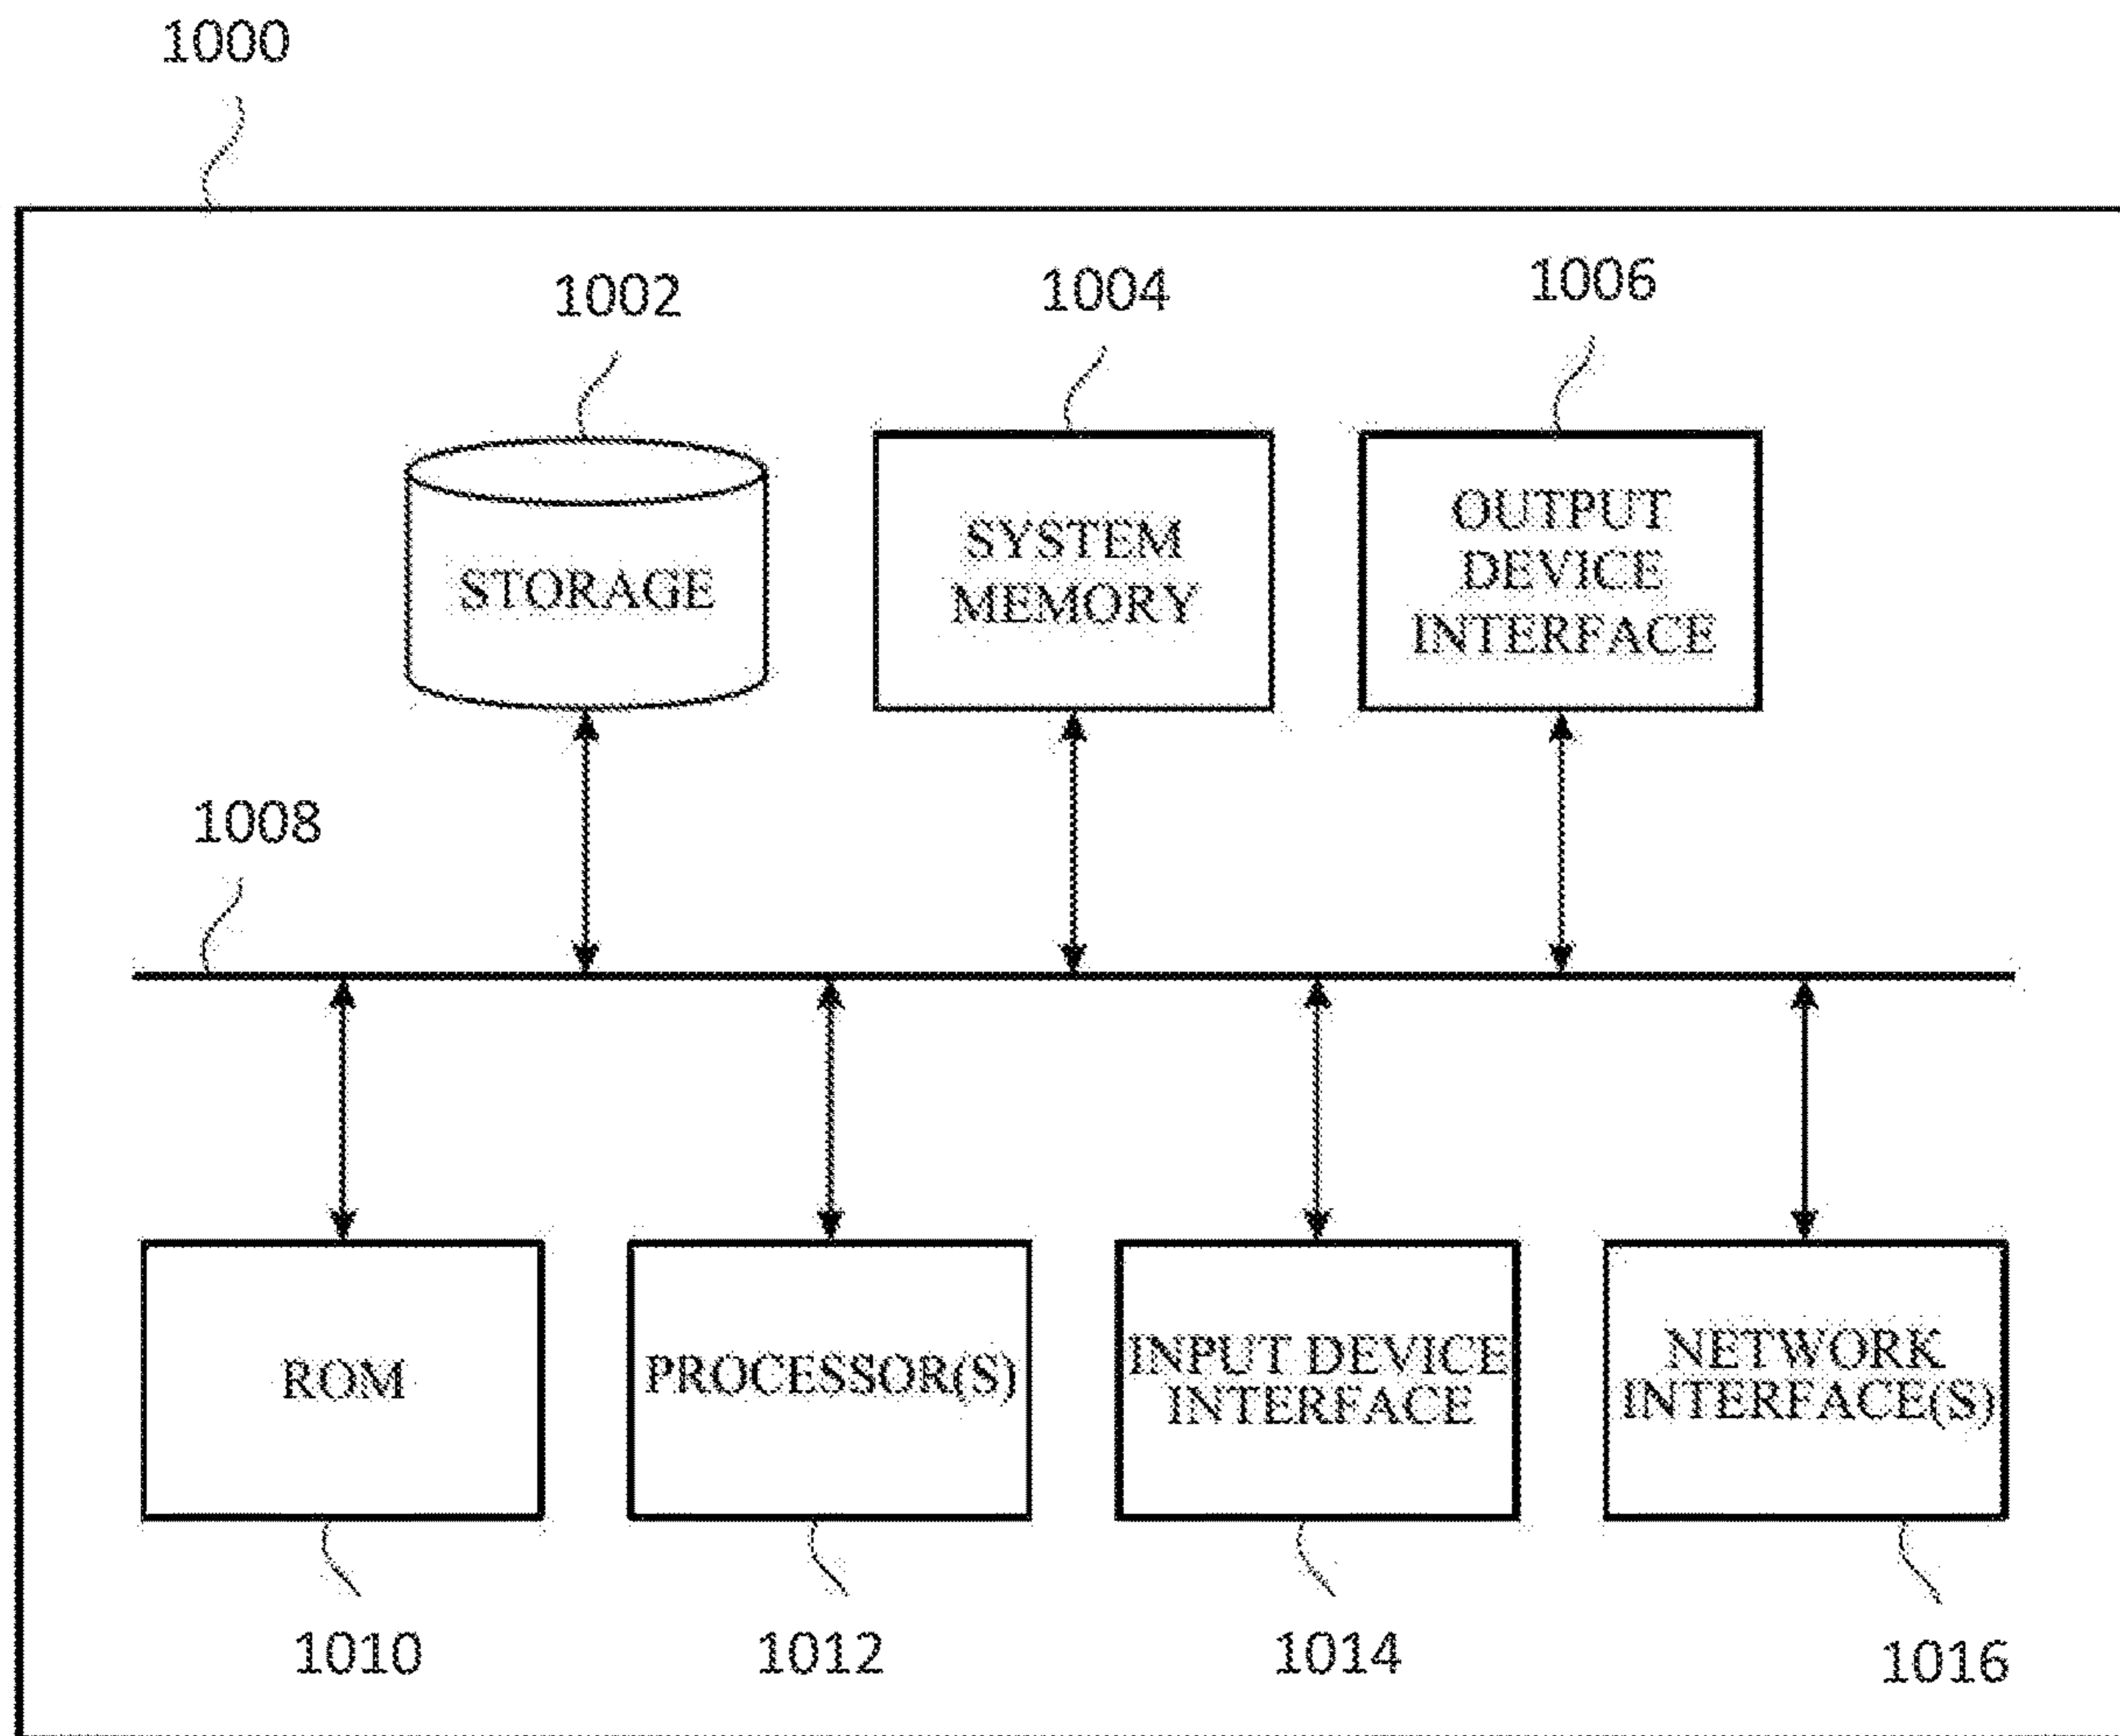 1000
1002
1004
1006
STORAGE
SYSTEM
MEMORY
OUTPUT
DEVICE
INTERFACE
1008
ROM
PROCESSOR(S)
INPUT DEVICE
INTERFACE
NETWORK
INTERFACE(S)
1010
1012
1014
1016